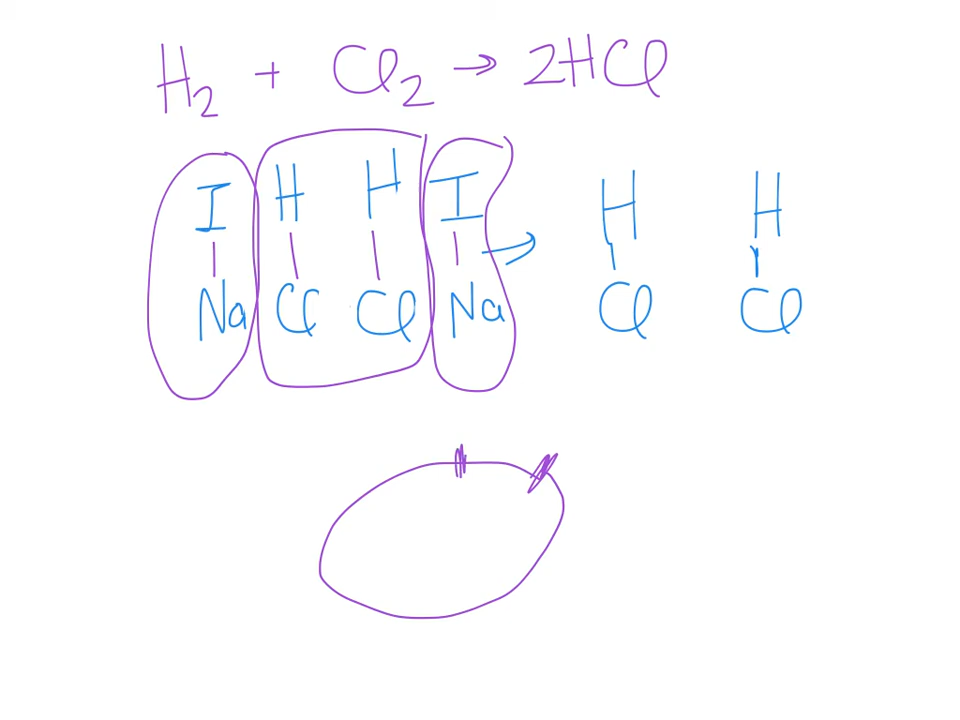 H2 + Cl2 → 2HCl
I H H I → H H
Na Cl Cl Na Cl Cl